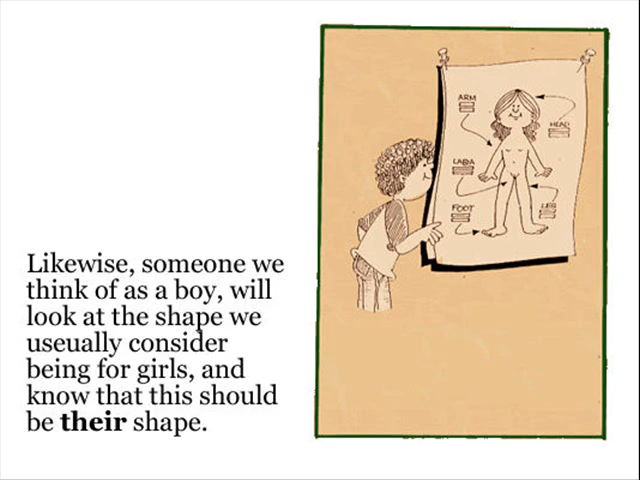 Likewise, someone we
think of as a boy, will
look at the shape we
useually consider
being for girls, and
know that this should
be their shape.
ARM
HEAD
LABIA
FOOT
LEG